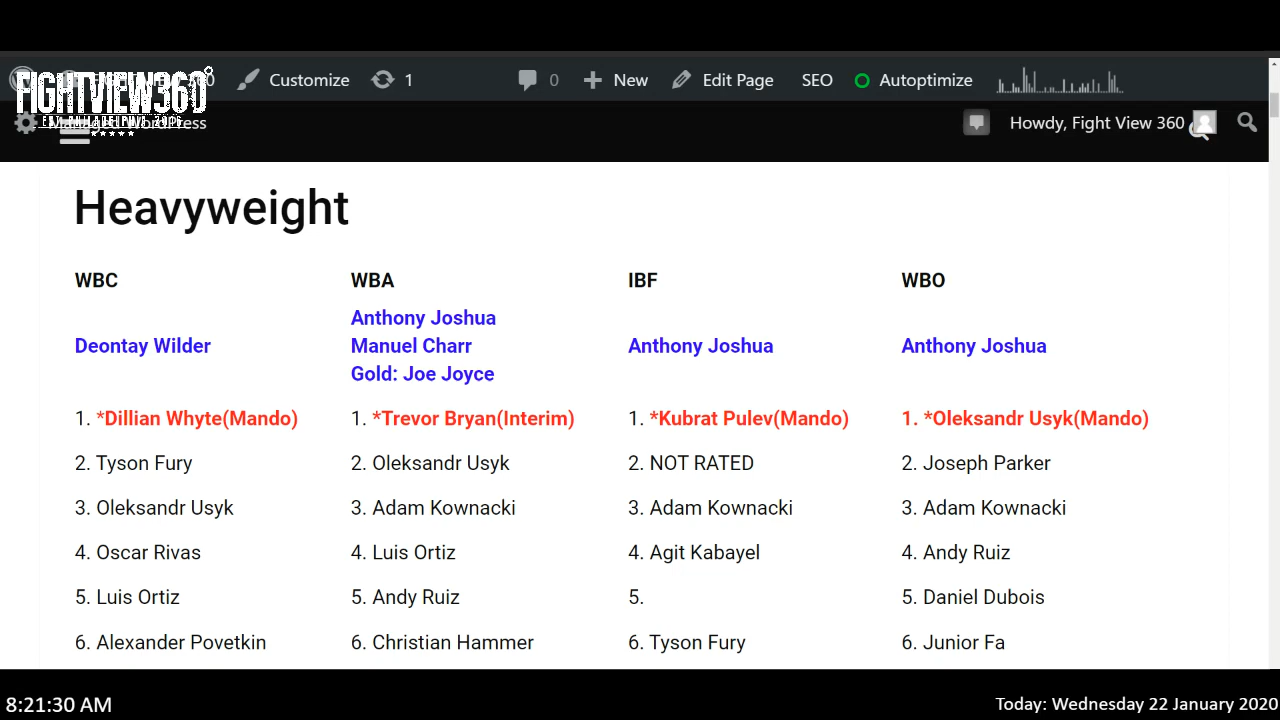 Customize
1
0
New
Edit Page
SEO
Autoptimize
FIGHTVIEW360
Howdy, Fight View 360
Heavyweight
WBC
WBA
IBF
WBO
Deontay Wilder
Anthony Joshua
Manuel Charr
Gold: Joe Joyce
Anthony Joshua
Anthony Joshua
1. *Dillian Whyte(Mando)
1. *Trevor Bryan(Interim)
1. *Kubrat Pulev(Mando)
1. *Oleksandr Usyk(Mando)
2. Tyson Fury
2. Oleksandr Usyk
2. NOT RATED
2. Joseph Parker
3. Oleksandr Usyk
3. Adam Kownacki
3. Adam Kownacki
3. Adam Kownacki
4. Oscar Rivas
4. Luis Ortiz
4. Agit Kabayel
4. Andy Ruiz
5. Luis Ortiz
5. Andy Ruiz
5.
5. Daniel Dubois
6. Alexander Povetkin
6. Christian Hammer
6. Tyson Fury
6. Junior Fa
8:21:30 AM
Today: Wednesday 22 January 2020